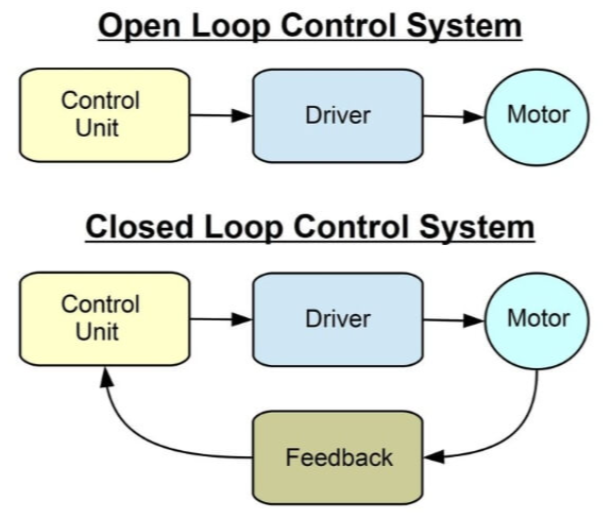 Open Loop Control System
Control
Unit
Driver
Motor
Closed Loop Control System
Control
Unit
Driver
Motor
Feedback